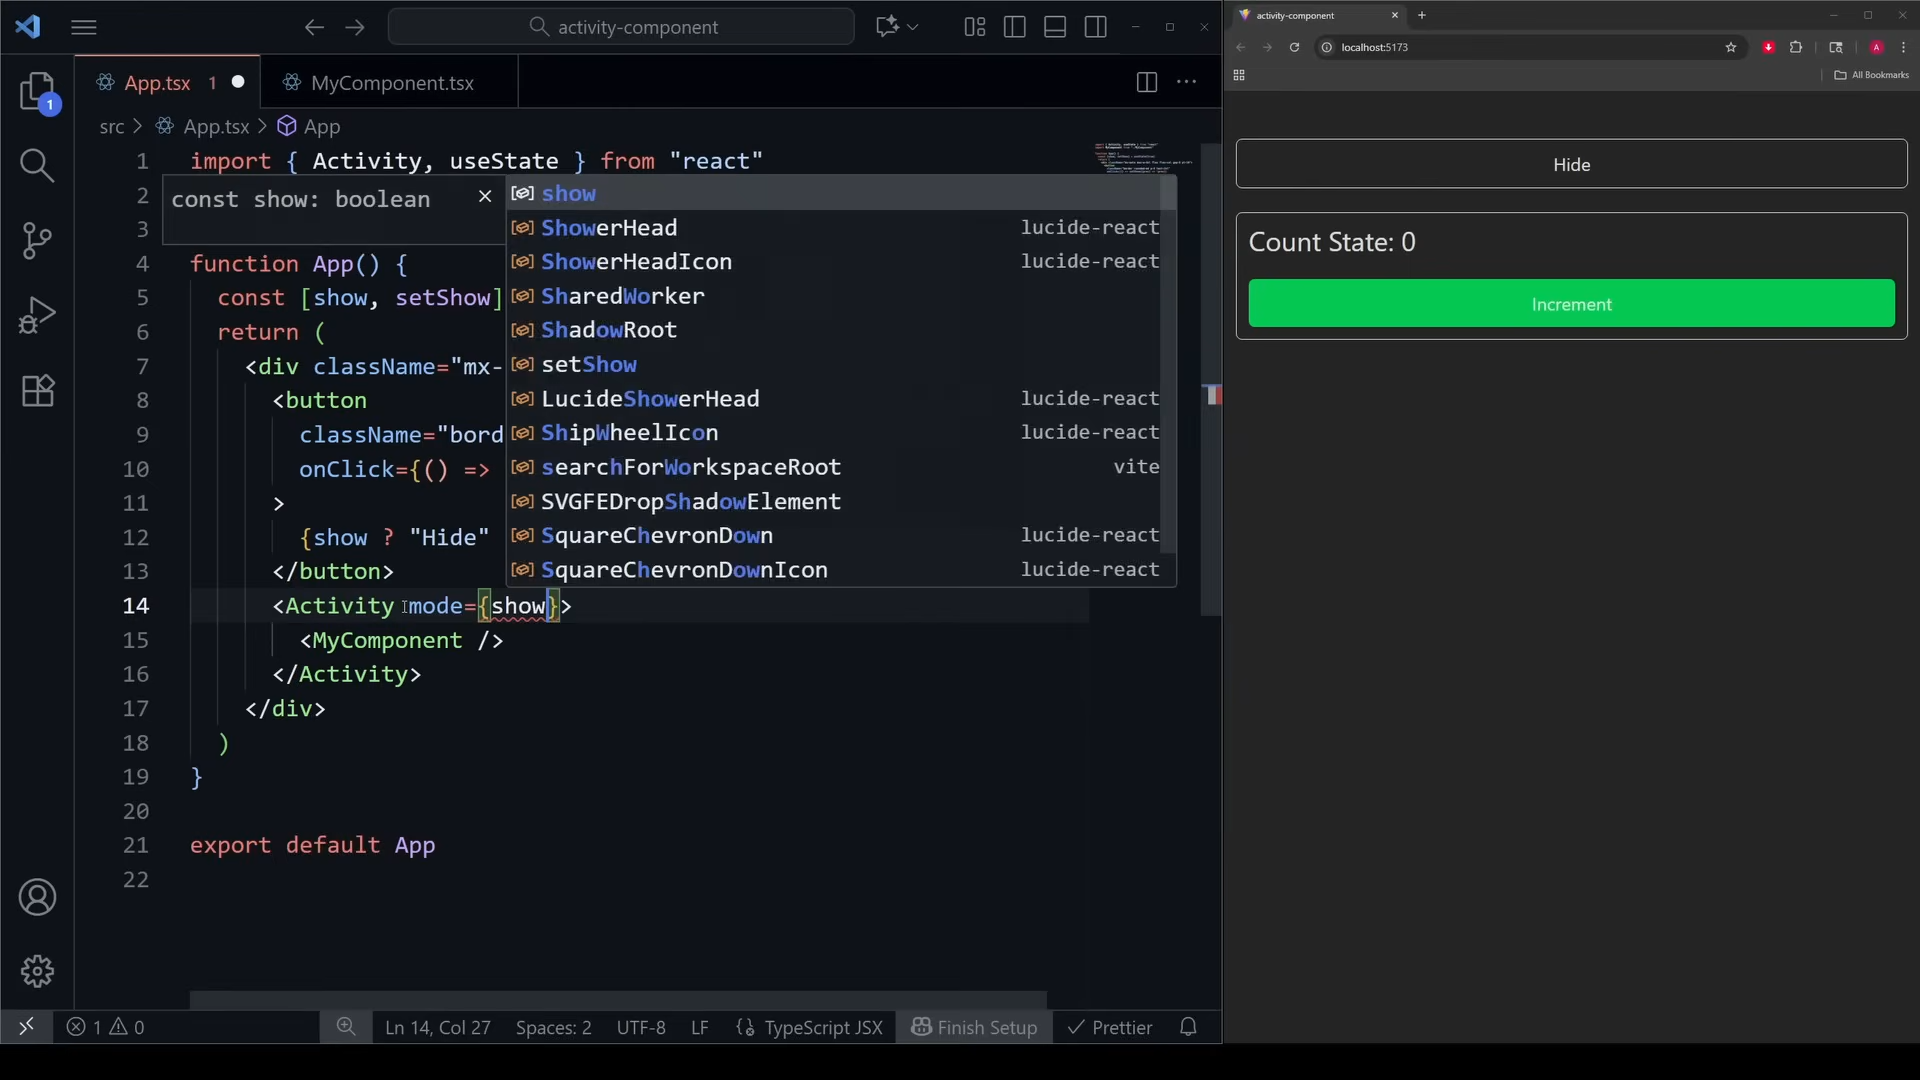 activity-component
App.tsx 1
MyComponent.tsx
src > App.tsx > App
1 import { Activity, useState } from "react"
2
3
const show: boolean
show
ShowerHead lucide-react
ShowerHeadIcon lucide-react
SharedWorker
ShadowRoot
setShow
LucideShowerHead lucide-react
ShipWheelIcon lucide-react
searchForWorkspaceRoot vite
SVGFEDropShadowElement
SquareChevronDown lucide-react
SquareChevronDownIcon lucide-react
4 function App() {
5 const [show, setShow]
6 return (
7 <div className="mx-
8 <button
9 className="bord
10 onClick={() =>
11 >
12 {show ? "Hide"
13 </button>
14 <Activity mode={show}>
15 <MyComponent />
16 </Activity>
17 </div>
18 )
19 }
20
21 export default App
22
1
1 0
Ln 14, Col 27
Spaces: 2
UTF-8
LF
TypeScript JSX
Finish Setup
Prettier
activity-component
localhost:5173
A
All Bookmarks
Hide
Count State: 0
Increment